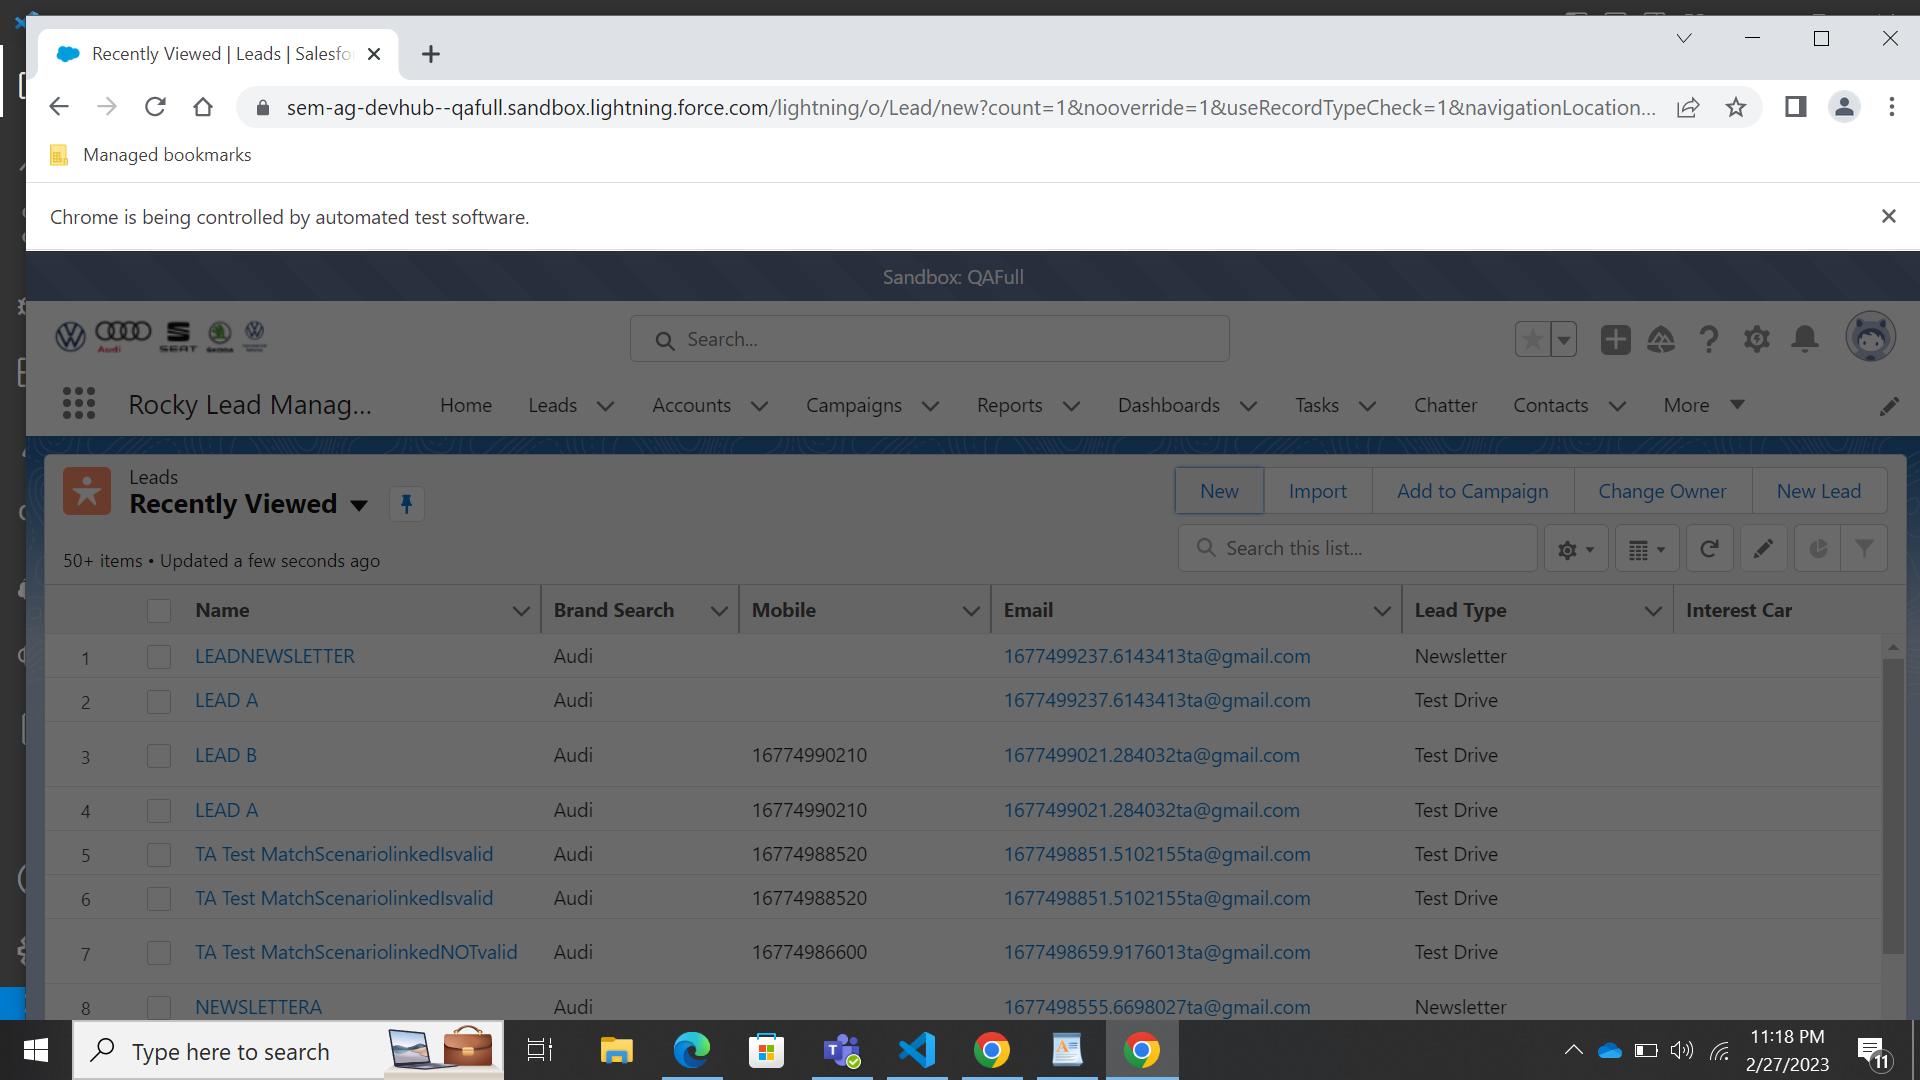 Recently Viewed | Leads | Salesfo
sem-ag-devhub--qafull.sandbox.lightning.force.com/lightning/o/Lead/new?count=1&nooverride=1&useRecordTypeCheck=1&navigationLocation...
Managed bookmarks
Chrome is being controlled by automated test software.
Sandbox: QAFull
Audi SEAT ŠKODA
Search...
Rocky Lead Manag... Home Leads Accounts Campaigns Reports Dashboards Tasks Chatter Contacts More
Leads
Recently Viewed
New Import Add to Campaign Change Owner New Lead
50+ items • Updated a few seconds ago
Search this list...
Name Brand Search Mobile Email Lead Type Interest Car
1 LEADNEWSLETTER Audi 1677499237.6143413ta@gmail.com Newsletter
2 LEAD A Audi 1677499237.6143413ta@gmail.com Test Drive
3 LEAD B Audi 16774990210 1677499021.284032ta@gmail.com Test Drive
4 LEAD A Audi 16774990210 1677499021.284032ta@gmail.com Test Drive
5 TA Test MatchScenariolinkedIsvalid Audi 16774988520 1677498851.5102155ta@gmail.com Test Drive
6 TA Test MatchScenariolinkedIsvalid Audi 16774988520 1677498851.5102155ta@gmail.com Test Drive
7 TA Test MatchScenariolinkedNOTvalid Audi 16774986600 1677498659.9176013ta@gmail.com Test Drive
8 NEWSLETTERA Audi 1677498555.6698027ta@gmail.com Newsletter
Type here to search
11:18 PM
2/27/2023
11